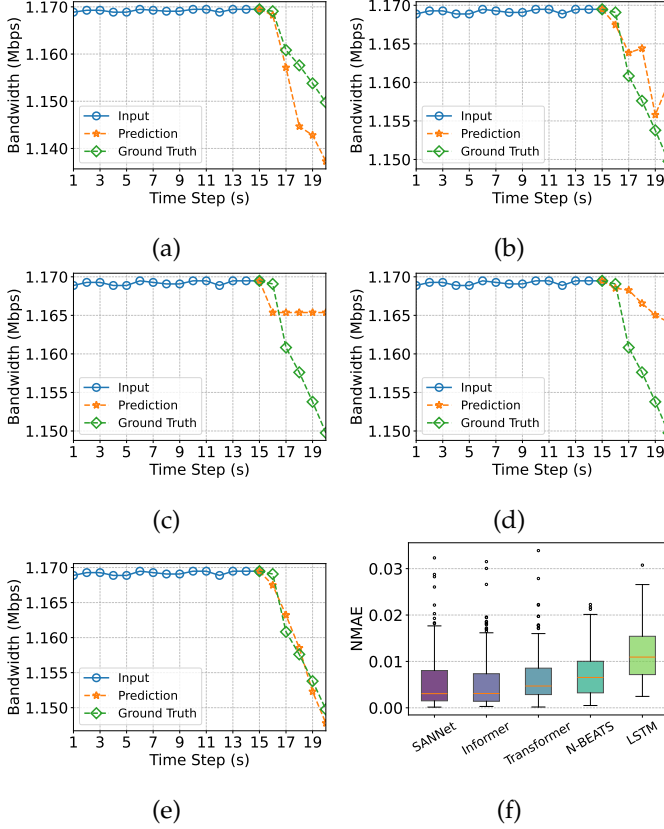 1.170
1.160
1.150
1.140
Bandwidth (Mbps)
Input
Prediction
Ground Truth
1 3 5 7 9 11 13 15 17 19
Time Step (s)
(a)
1.170
1.165
1.160
1.155
1.150
Bandwidth (Mbps)
Input
Prediction
Ground Truth
1 3 5 7 9 11 13 15 17 19
Time Step (s)
(b)
1.170
1.165
1.160
1.155
1.150
Bandwidth (Mbps)
Input
Prediction
Ground Truth
1 3 5 7 9 11 13 15 17 19
Time Step (s)
(c)
1.170
1.165
1.160
1.155
1.150
Bandwidth (Mbps)
Input
Prediction
Ground Truth
1 3 5 7 9 11 13 15 17 19
Time Step (s)
(d)
1.170
1.165
1.160
1.155
1.150
Bandwidth (Mbps)
Input
Prediction
Ground Truth
1 3 5 7 9 11 13 15 17 19
Time Step (s)
(e)
0.03
0.02
0.01
0.00
NMAE
SANNet
Informer
Transformer
N-BEATS
LSTM
(f)